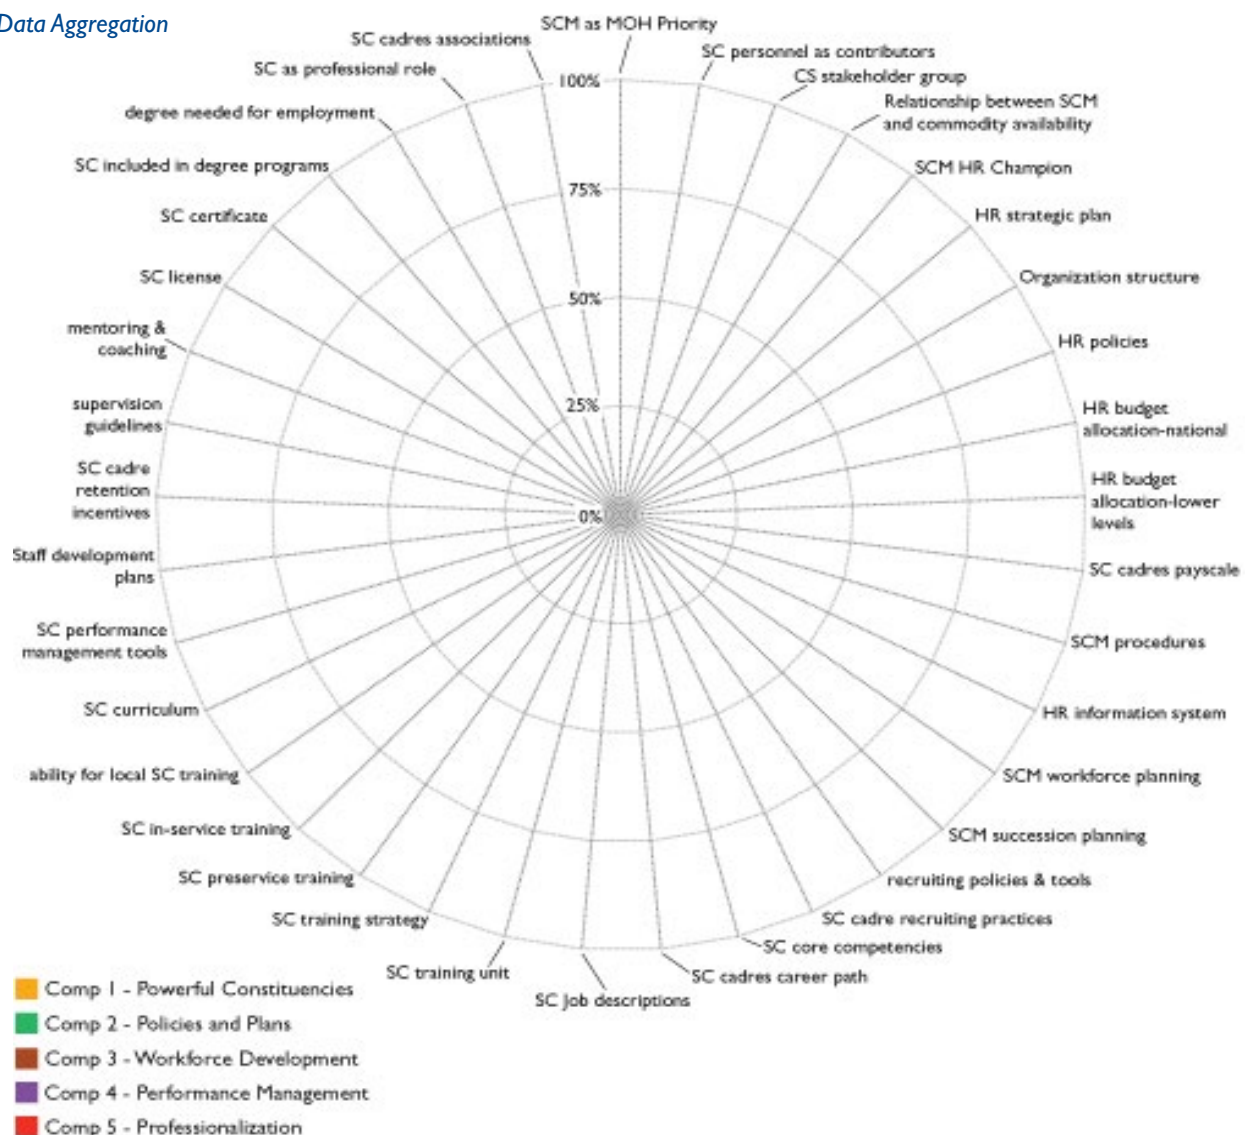 Data Aggregation
SCM as MOH Priority
SC personnel as contributors
CS stakeholder group
Relationship between SCM
and commodity availability
SCM HR Champion
HR strategic plan
Organization structure
HR policies
HR budget
allocation-national
HR budget
allocation-lower
levels
SC cadres payscale
SCM procedures
HR information system
SCM workforce planning
SCM succession planning
recruiting policies & tools
SC cadre recruiting practices
SC core competencies
SC cadres career path
SC Job descriptions
SC training unit
SC training strategy
SC preservice training
SC in-service training
ability for local SC training
SC curriculum
SC performance
management tools
Staff development
plans
SC cadre
retention
incentives
supervision
guidelines
mentoring &
coaching
SC license
SC certificate
SC included in degree programs
degree needed for employment
SC as professional role
SC cadres associations
100%
75%
50%
25%
0%
Comp 1 - Powerful Constituencies
Comp 2 - Policies and Plans
Comp 3 - Workforce Development
Comp 4 - Performance Management
Comp 5 - Professionalization